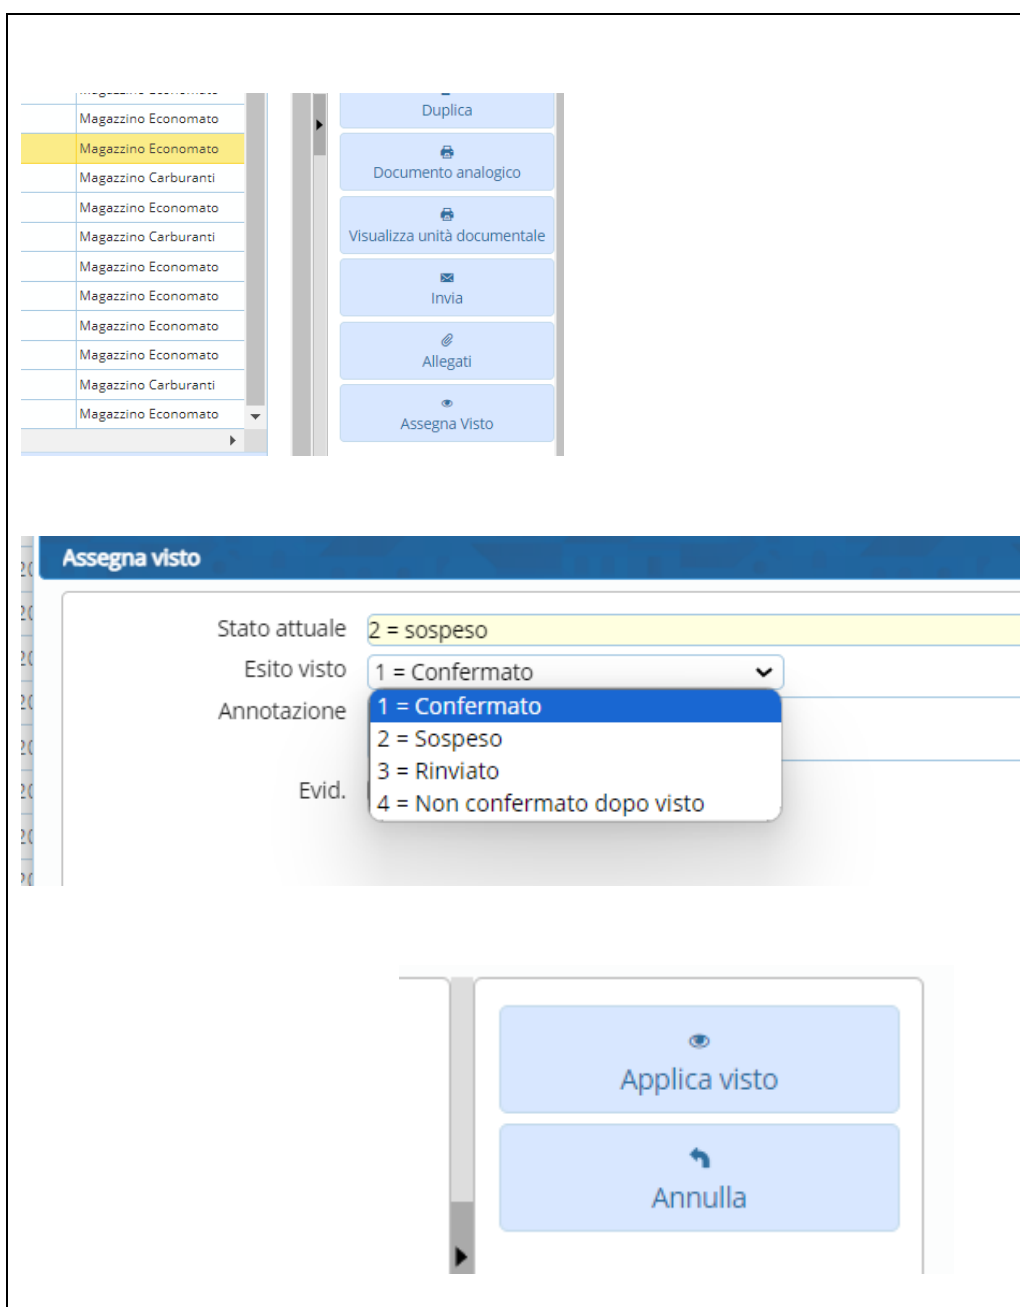 Magazzino Economato
Magazzino Economato
Magazzino Carburanti
Magazzino Economato
Magazzino Carburanti
Magazzino Economato
Magazzino Economato
Magazzino Economato
Magazzino Economato
Magazzino Carburanti
Magazzino Economato
Duplica
Documento analogico
Visualizza unità documentale
Invia
Allegati
Assegna Visto
Assegna visto
Stato attuale 2 = sospeso
Esito visto 1 = Confermato
Annotazione 1 = Confermato
2 = Sospeso
3 = Rinviato
Evid. 4 = Non confermato dopo visto
Applica visto
Annulla